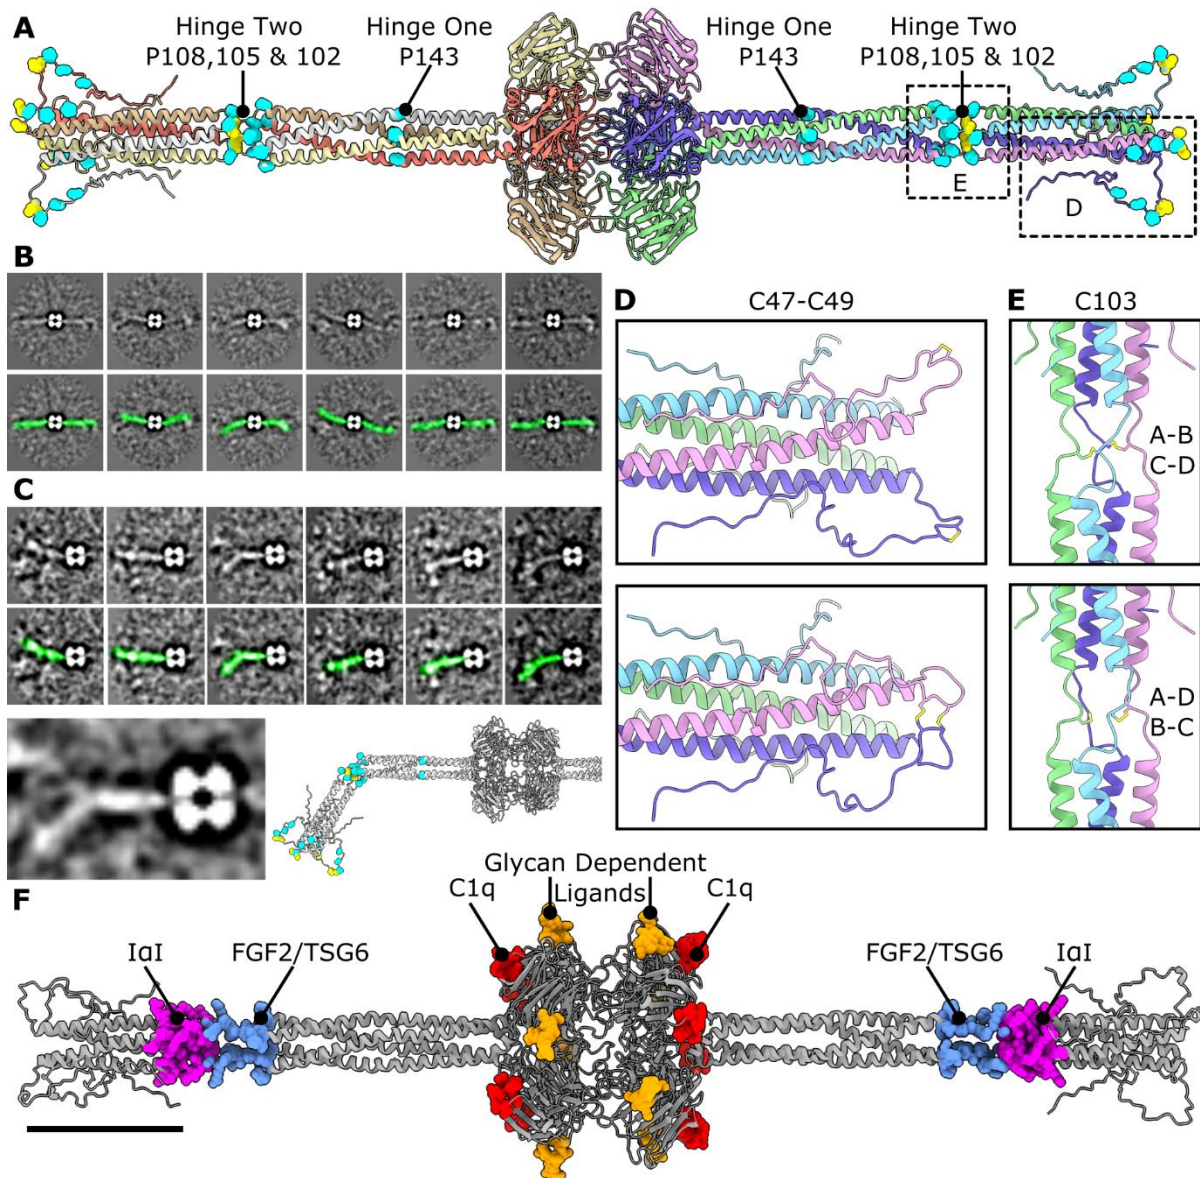 A
Hinge Two
P108,105 & 102
Hinge One
P143
Hinge One
P143
Hinge Two
P108,105 & 102
E
D
B
C
D
C47-C49
E
C103
A-B
C-D
A-D
B-C
F
Glycan Dependent
Ligands
C1q
C1q
IαI
FGF2/TSG6
FGF2/TSG6
IαI